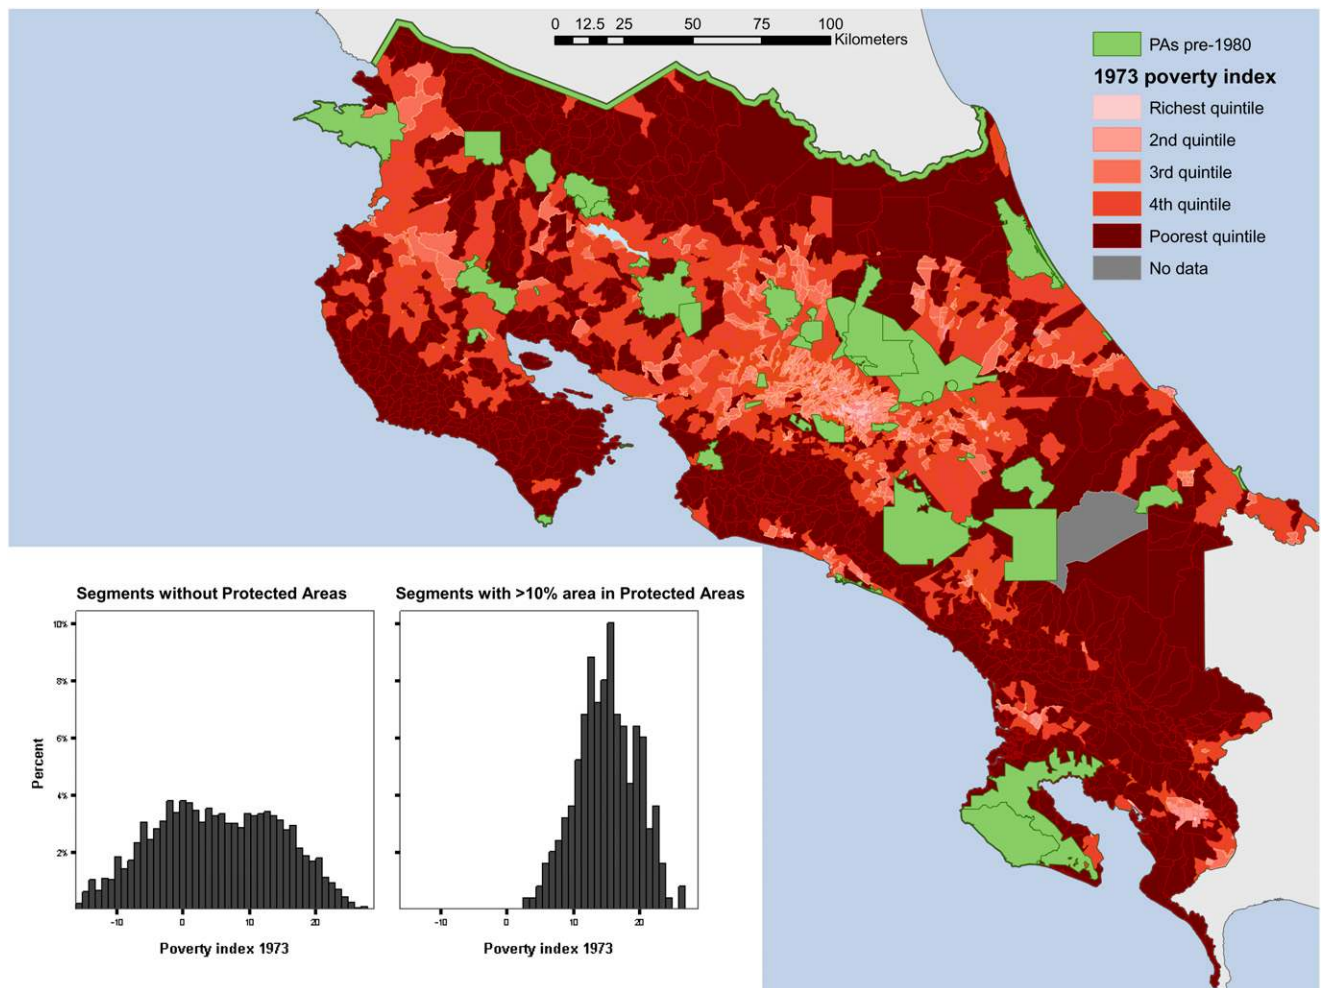 0 12.5 25 50 75 100
Kilometers
PAs pre-1980
1973 poverty index
Richest quintile
2nd quintile
3rd quintile
4th quintile
Poorest quintile
No data
Segments without Protected Areas
Segments with >10% area in Protected Areas
10%
8%
6%
4%
2%
Percent
-10 0 10 20
-10 0 10 20
Poverty index 1973
Poverty index 1973